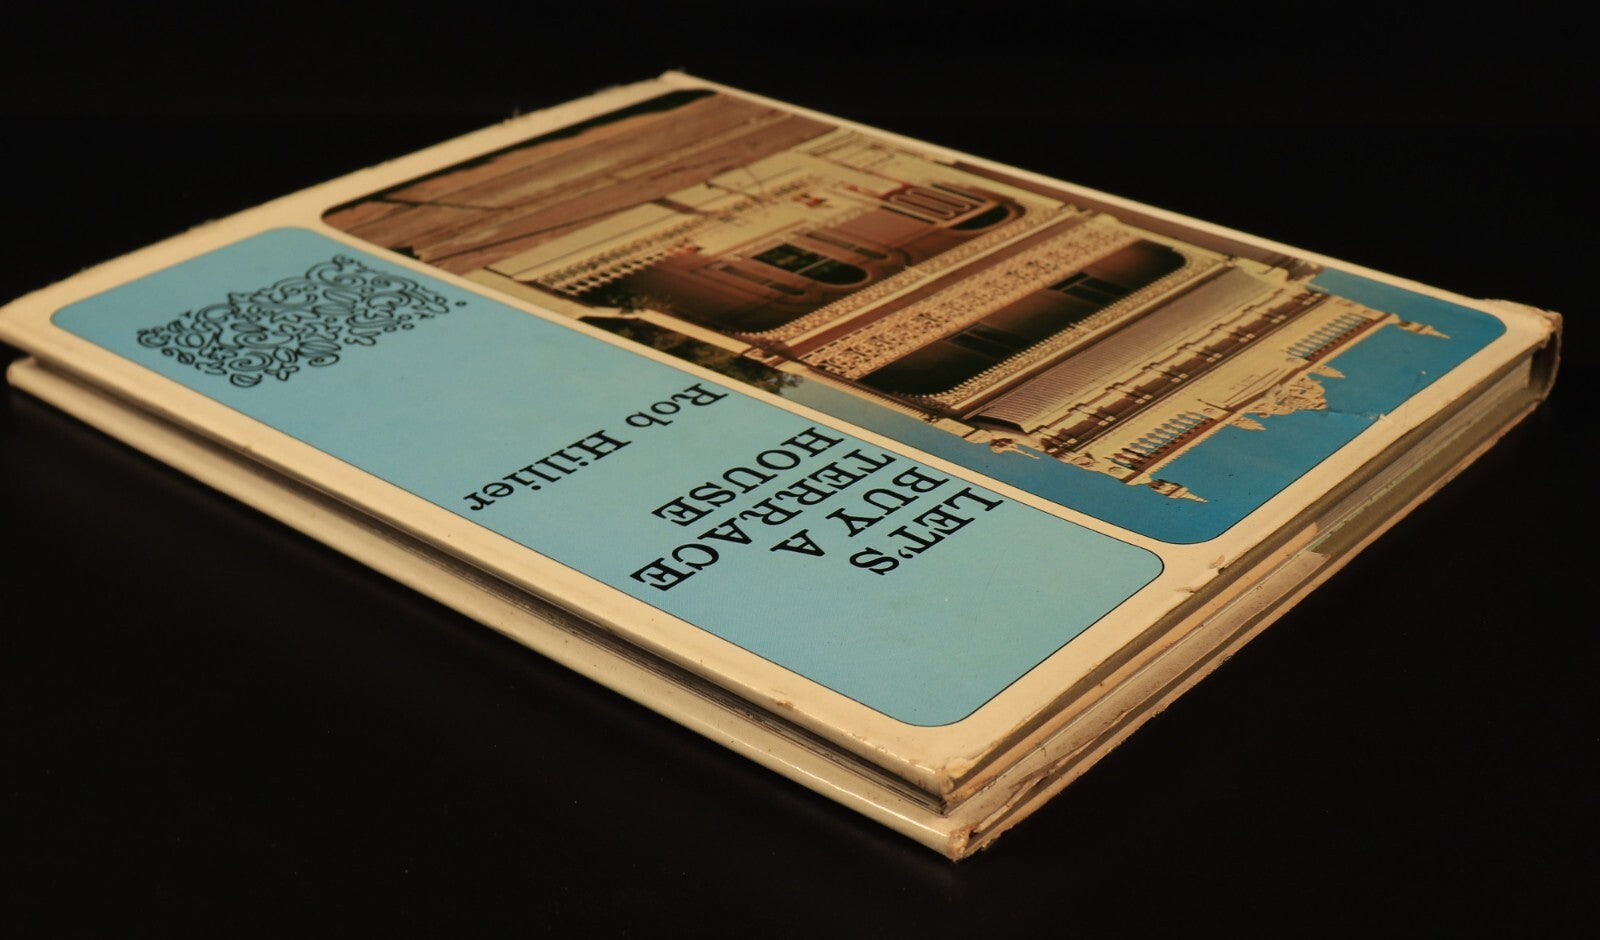 LET'S
BUY A
TERRACE
HOUSE
Rob Hillier